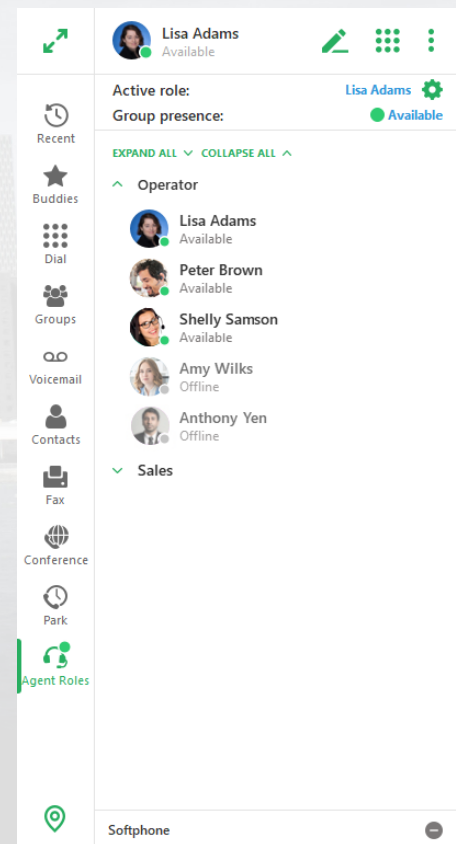 Lisa Adams
Available
Active role: Lisa Adams
Group presence: Available
EXPAND ALL COLLAPSE ALL
Operator
Lisa Adams
Available
Peter Brown
Available
Shelly Samson
Available
Amy Wilks
Offline
Anthony Yen
Offline
Sales
Recent
Buddies
Dial
Groups
Voicemail
Contacts
Fax
Conference
Park
Agent Roles
Softphone